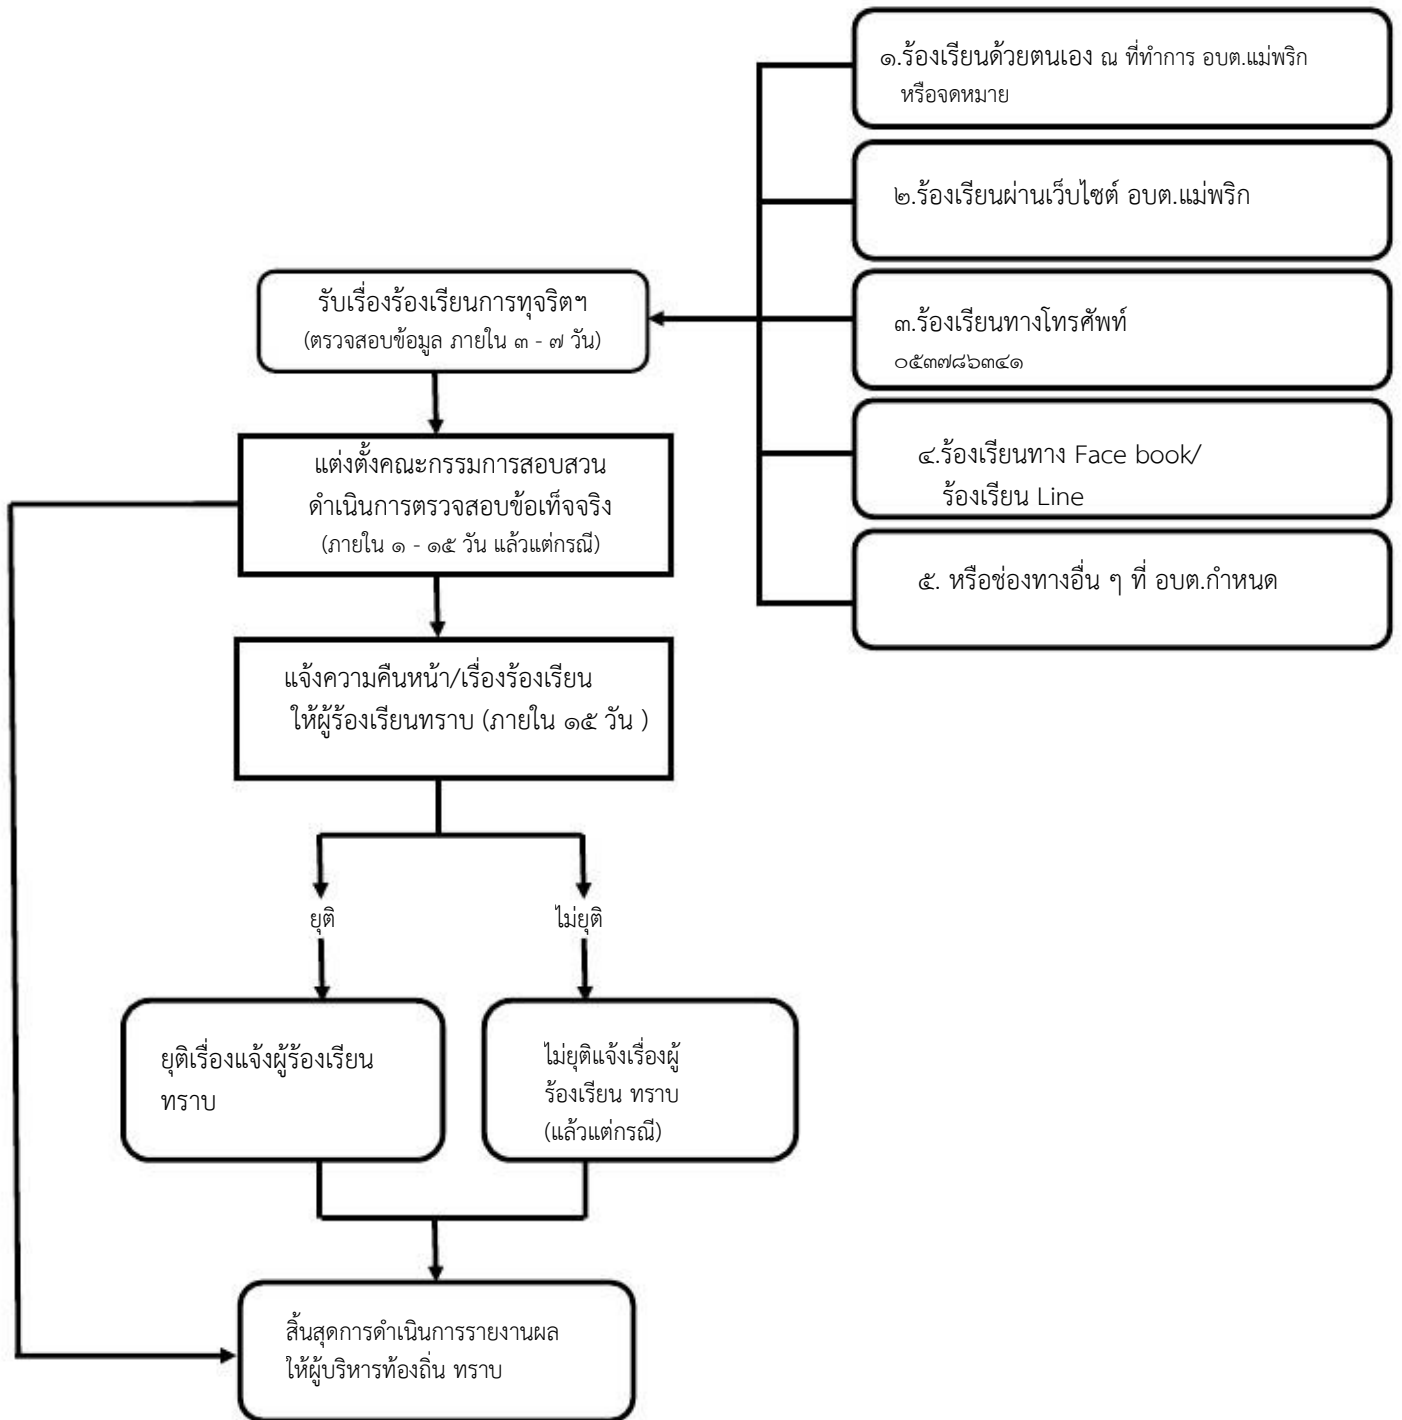 ๑.ร้องเรียนด้วยตนเอง ณ ที่ทำการ อบต.แม่พริก
หรือจดหมาย
๒.ร้องเรียนผ่านเว็บไซต์ อบต.แม่พริก
๓.ร้องเรียนทางโทรศัพท์
๐๕๓๗๘๖๓๔๑
๔.ร้องเรียนทาง Face book/
ร้องเรียน Line
๕. หรือช่องทางอื่น ๆ ที่ อบต.กำหนด
รับเรื่องร้องเรียนการทุจริตฯ
(ตรวจสอบข้อมูล ภายใน ๓ - ๗ วัน)
แต่งตั้งคณะกรรมการสอบสวน
ดำเนินการตรวจสอบข้อเท็จจริง
(ภายใน ๑ - ๑๕ วัน แล้วแต่กรณี)
แจ้งความคืนหน้า/เรื่องร้องเรียน
ให้ผู้ร้องเรียนทราบ (ภายใน ๑๕ วัน )
ยุติ
ไม่ยุติ
ยุติเรื่องแจ้งผู้ร้องเรียน
ทราบ
ไม่ยุติแจ้งเรื่องผู้
ร้องเรียน ทราบ
(แล้วแต่กรณี)
สิ้นสุดการดำเนินการรายงานผล
ให้ผู้บริหารท้องถิ่น ทราบ